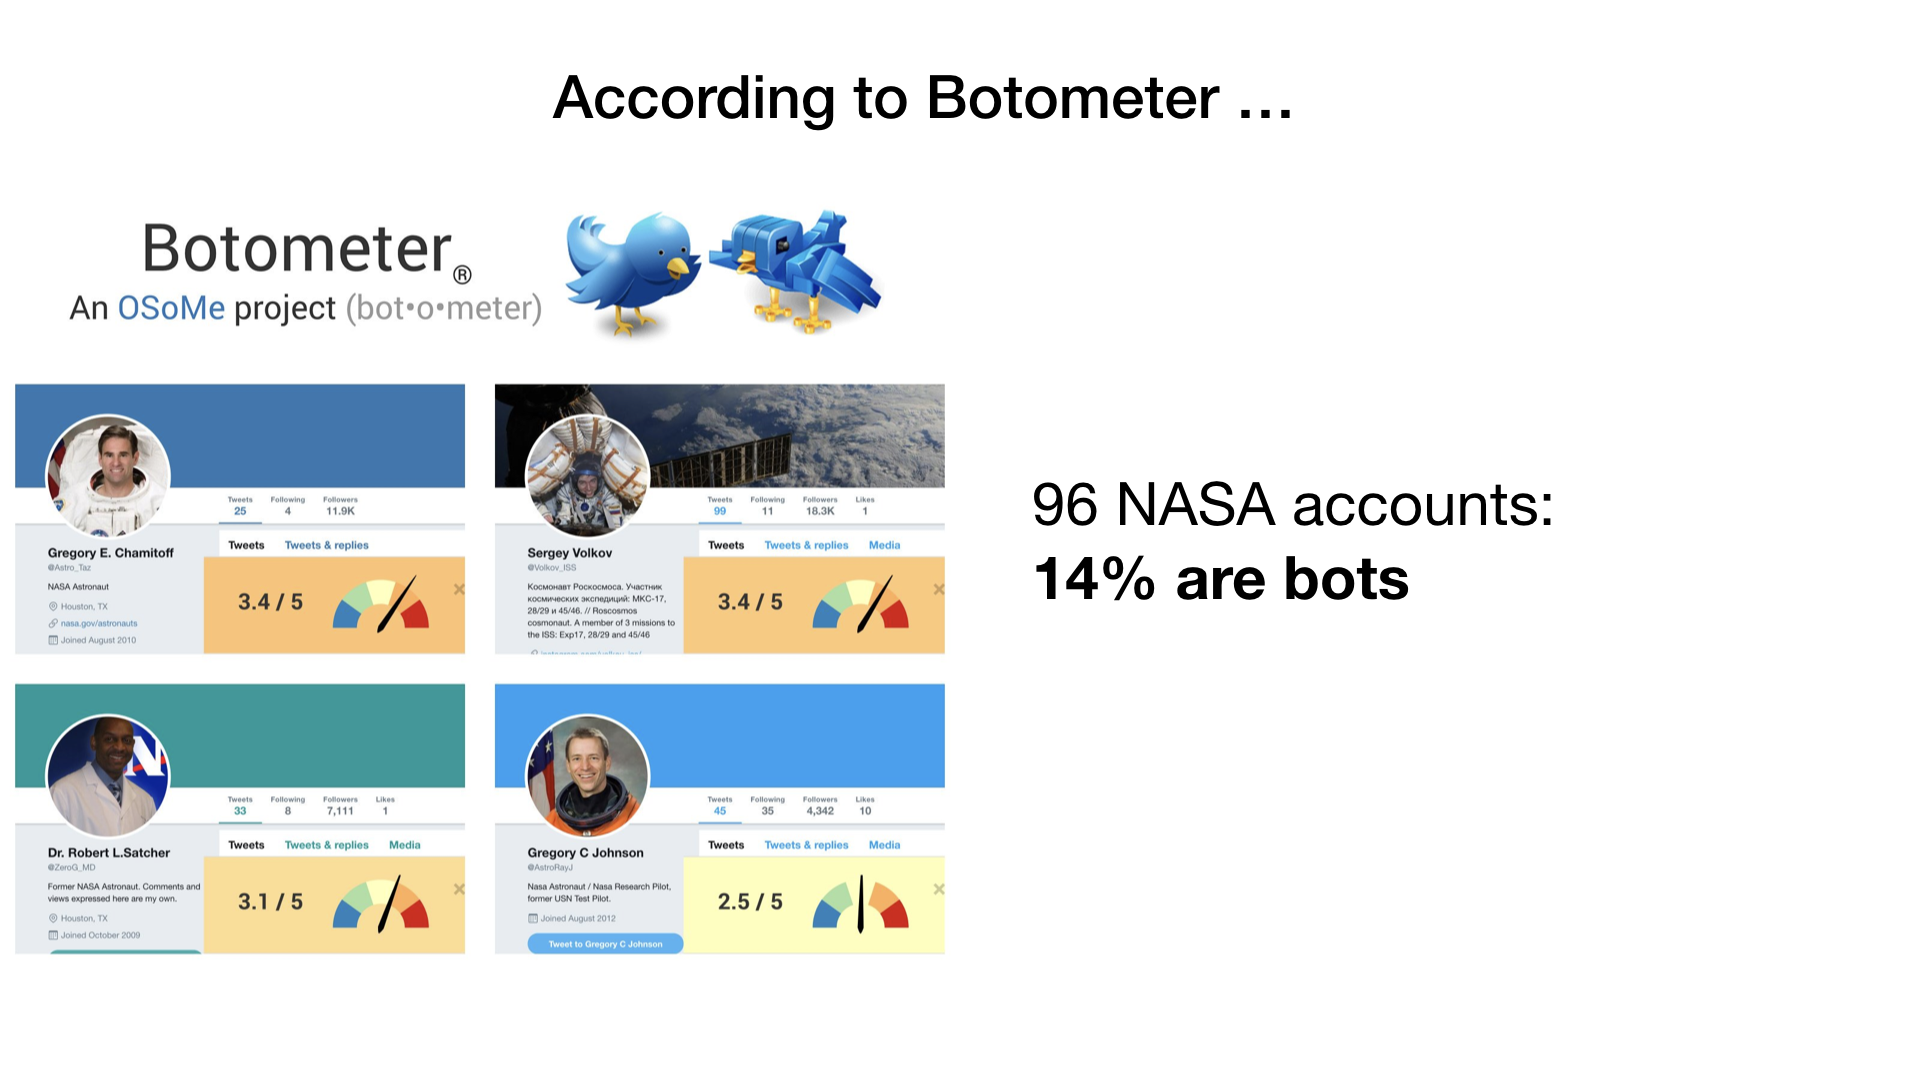 According to Botometer ...
Botometer®
An OSoMe project (bot•o•meter)
Tweets Following Followers
25 4 11.9K
Tweets Tweets & replies
Gregory E. Chamitoff
@Astro_Taz
NASA Astronaut
Houston, TX
nasa.gov/astronauts
Joined August 2010
3.4 / 5
Tweets Following Followers Likes
99 11 18.3K 1
Tweets Tweets & replies Media
Sergey Volkov
@Volkov_ISS
Космонавт Роскосмоса. Участник
космических экспедиций: МКС-17,
28/29 и 45/46. // Roscosmos
cosmonaut. A member of 3 missions to
the ISS: Exp17, 28/29 and 45/46
3.4 / 5
96 NASA accounts:
14% are bots
Tweets Following Followers Likes
33 8 7,111 1
Tweets Tweets & replies Media
Dr. Robert L.Satcher
@ZeroG_MD
Former NASA Astronaut. Comments and
views expressed here are my own.
Houston, TX
Joined October 2009
3.1 / 5
Tweets Following Followers Likes
45 35 4,342 10
Tweets Tweets & replies Media
Gregory C Johnson
@AstroRayJ
Nasa Astronaut / Nasa Research Pilot,
former USN Test Pilot.
Joined August 2012
Tweet to Gregory C Johnson
2.5 / 5